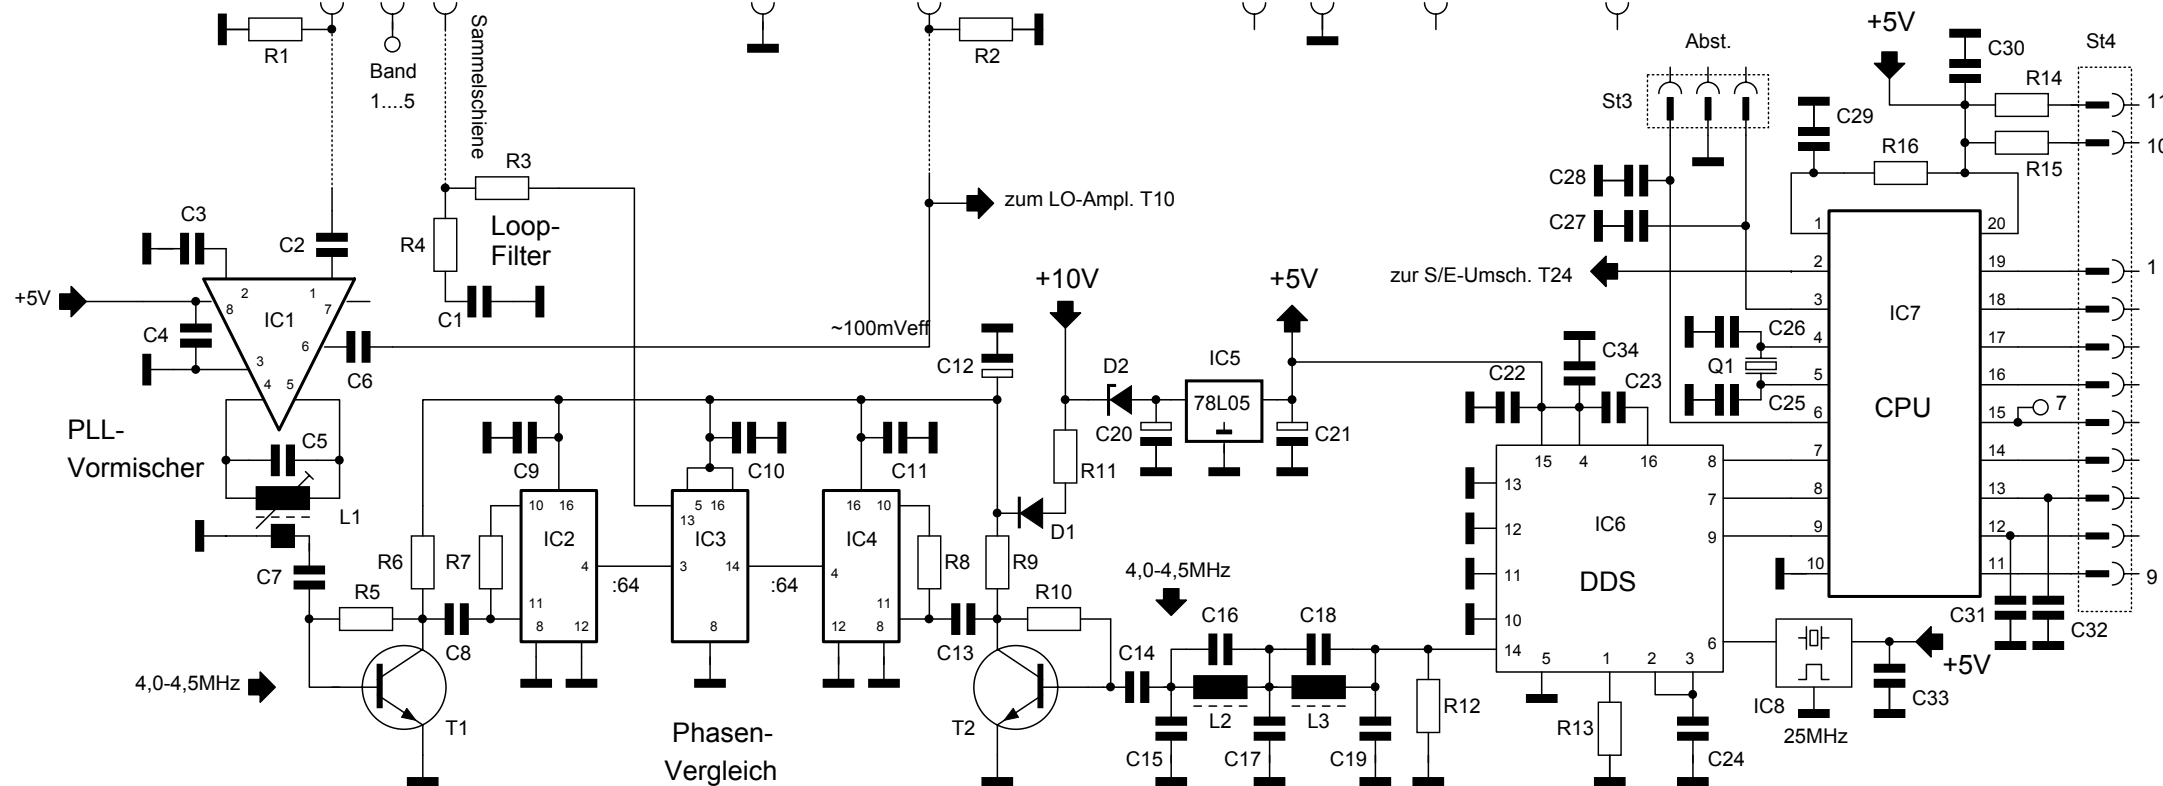 R1
Band
1....5
Sammelschiene
R2
+5V
C30
St4
Abst.
St3
R14
11
C29
R16
R15
10
R3
C28
C27
zum LO-Ampl. T10
C3
C2
R4
Loop-
Filter
1
20
+10V
+5V
zur S/E-Umsch. T24
2
19
1
+5V
2
1
8
IC1
7
C4
C1
~100mVeff
3
18
IC7
3
6
4
5
C6
C12
D2
IC5
C34
C26
4
17
Q1
C22
C23
5
16
C25
78L05
CPU
15
7
6
PLL-
Vormischer
C5
C9
C10
C11
C20
C21
R11
15
4
16
8
7
14
13
7
8
13
L1
10
16
5
16
13
16
10
D1
12
IC6
9
9
12
R6
R7
IC2
IC3
IC4
R8
R9
C7
4
:64
3
14
:64
4
4,0-4,5MHz
11
DDS
10
11
9
R5
11
8
12
8
11
12
8
R10
C16
C18
10
C31
C32
C8
C13
C14
14
6
5
1
2
3
+5V
4,0-4,5MHz
T1
T2
L2
L3
R12
R13
IC8
C33
25MHz
Phasen-
Vergleich
C15
C17
C19
C24